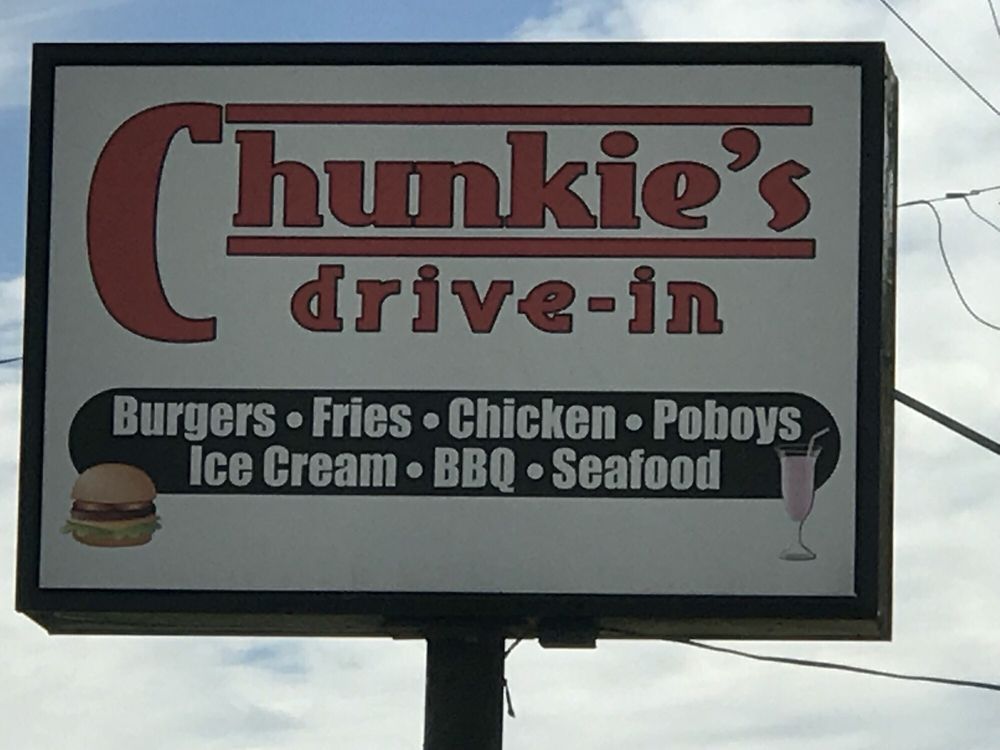 Chunkie's
drive-in
Burgers • Fries • Chicken • Poboys
Ice Cream • BBQ • Seafood